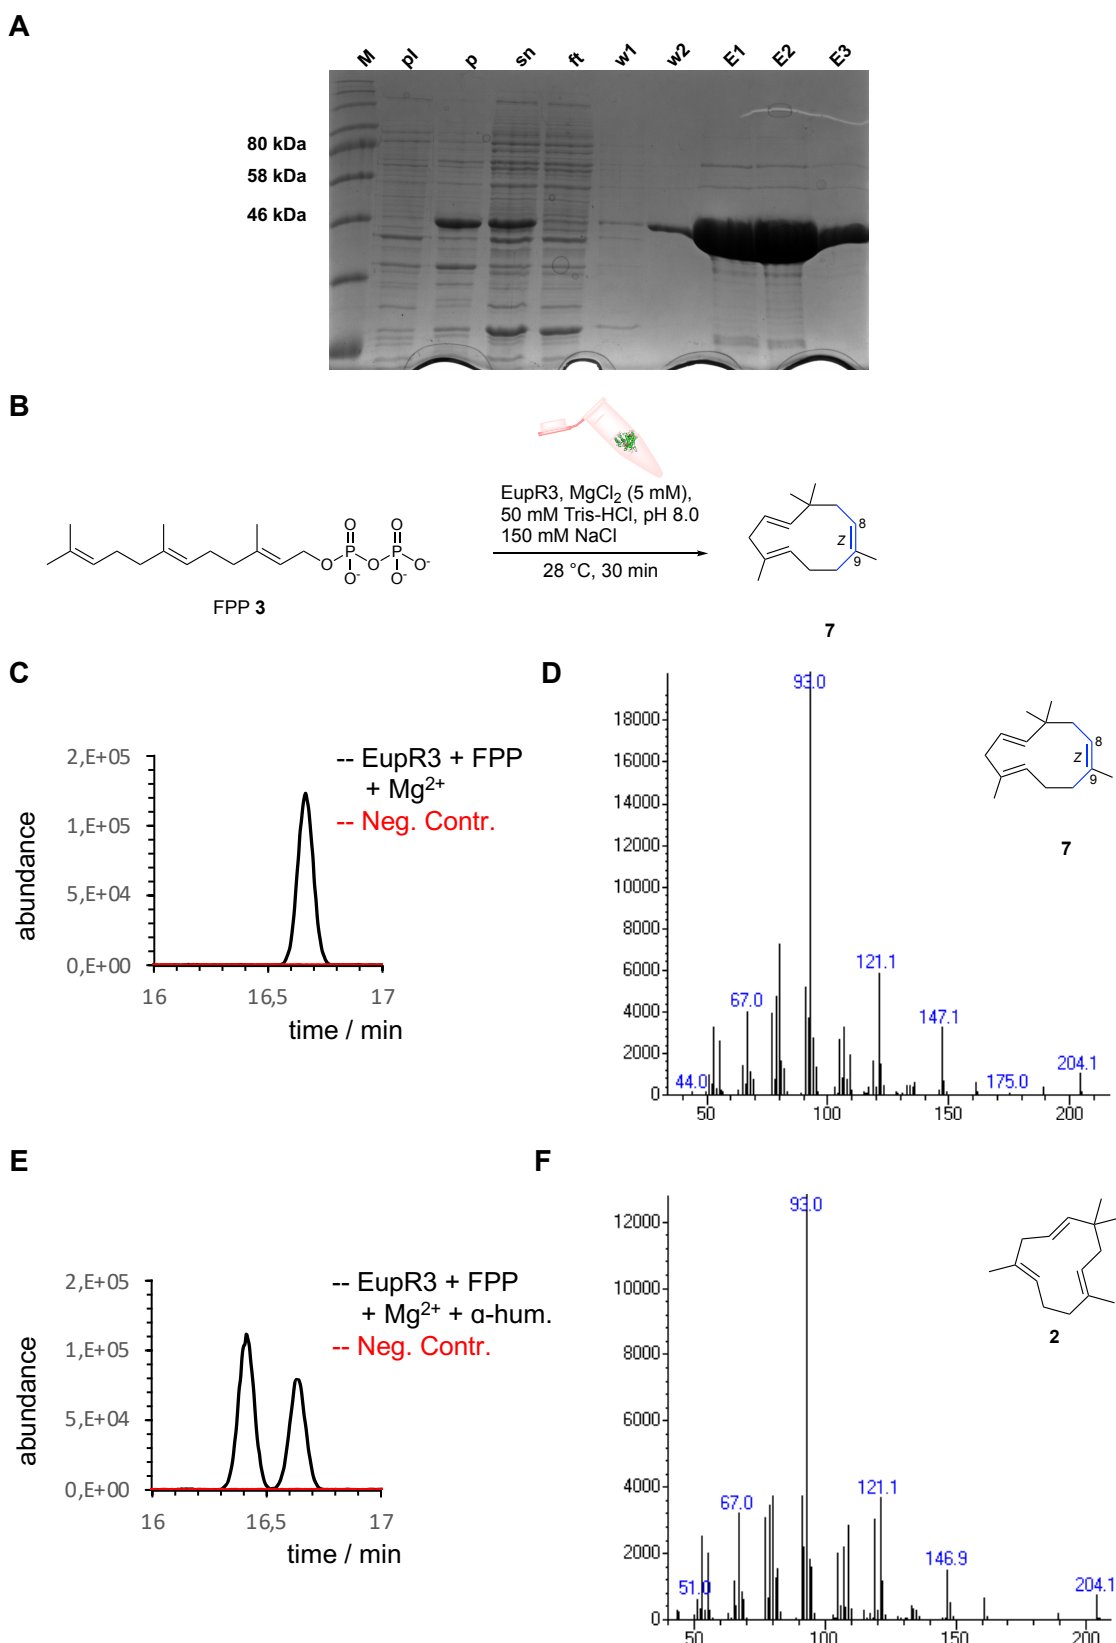 A
M pl p sn ft w1 w2 E1 E2 E3
80 kDa
58 kDa
46 kDa
B
EupR3, MgCl₂ (5 mM),
50 mM Tris-HCl, pH 8.0
150 mM NaCl
28 °C, 30 min
O O
P P
O O O-
O- O-
FPP 3
8
Z
9
7
C
2,E+05
1,E+05
5,E+04
0,E+00
16 16,5 17
abundance
time / min
-- EupR3 + FPP
+ Mg²⁺
-- Neg. Contr.
D
93.0
18000
16000
14000
12000
10000
8000
6000
4000
2000
0
121.1
67.0
147.1
204.1
44.0
175.0
50 100 150 200
8
Z
9
7
E
2,E+05
1,E+05
5,E+04
0,E+00
16 16,5 17
abundance
time / min
-- EupR3 + FPP
+ Mg²⁺ + α-hum.
-- Neg. Contr.
F
93.0
12000
10000
8000
6000
4000
2000
0
121.1
67.0
146.9
51.0
204.1
50 100 150 200
2